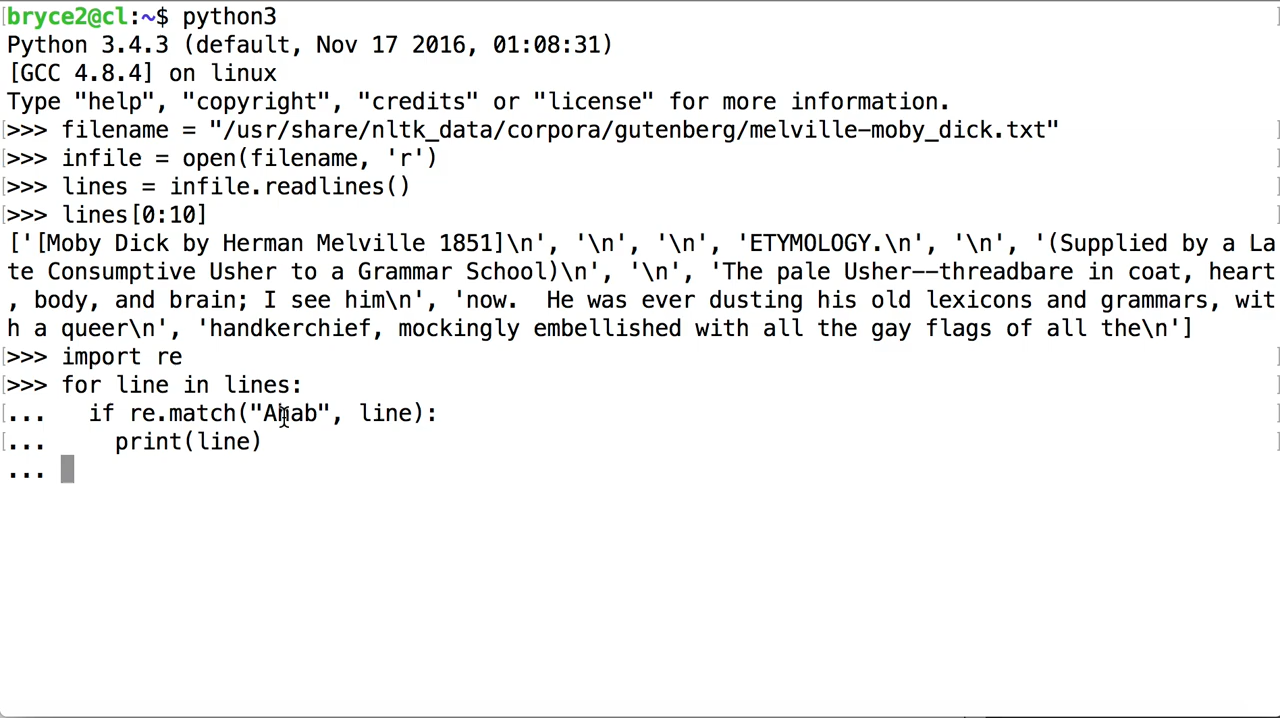 bryce2@cl:~$ python3
Python 3.4.3 (default, Nov 17 2016, 01:08:31)
[GCC 4.8.4] on linux
Type "help", "copyright", "credits" or "license" for more information.
>>> filename = "/usr/share/nltk_data/corpora/gutenberg/melville-moby_dick.txt"
>>> infile = open(filename, 'r')
>>> lines = infile.readlines()
>>> lines[0:10]
['[Moby Dick by Herman Melville 1851]\n', '\n', '\n', 'ETYMOLOGY.\n', '\n', '(Supplied by a La
te Consumptive Usher to a Grammar School)\n', '\n', 'The pale Usher--threadbare in coat, heart
, body, and brain; I see him\n', 'now.  He was ever dusting his old lexicons and grammars, wit
h a queer\n', 'handkerchief, mockingly embellished with all the gay flags of all the\n']
>>> import re
>>> for line in lines:
...   if re.match("Ahab", line):
...     print(line)
...